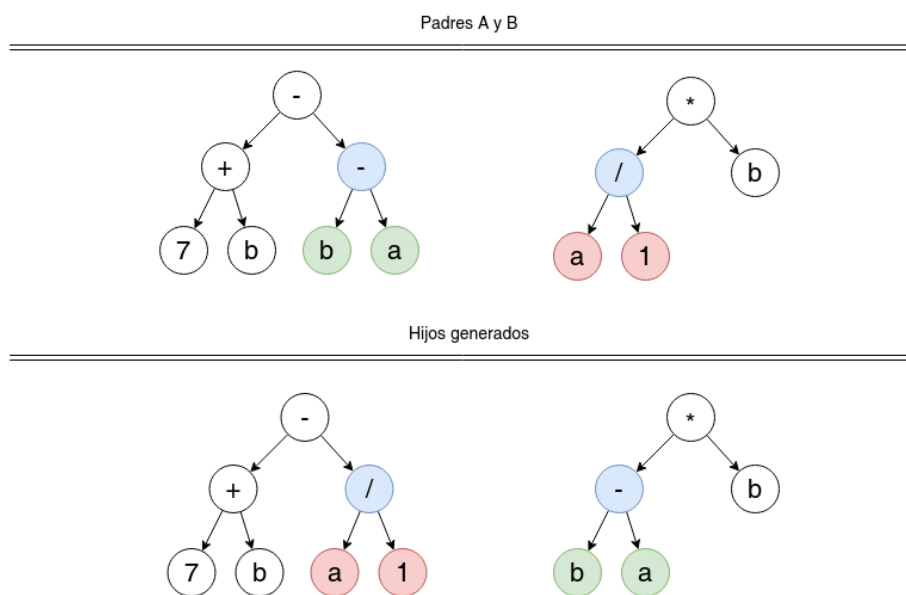 Padres A y B
- *
+ - / b
7 b b a a 1
Hijos generados
- *
+ / - b
7 b a 1 b a